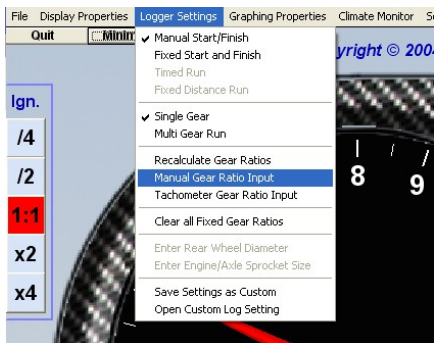 File Display Properties Logger Settings Graphing Properties Climate Monitor
Quit
Manual Start/Finish
Fixed Start and Finish
Timed Run
Fixed Distance Run
Single Gear
Multi Gear Run
Recalculate Gear Ratios
Manual Gear Ratio Input
Tachometer Gear Ratio Input
Clear all Fixed Gear Ratios
Enter Rear Wheel Diameter
Enter Engine/Axle Sprocket Size
Save Settings as Custom
Open Custom Log Setting
yright © 200
Ign.
/4
/2
1:1
x2
x4
8
9